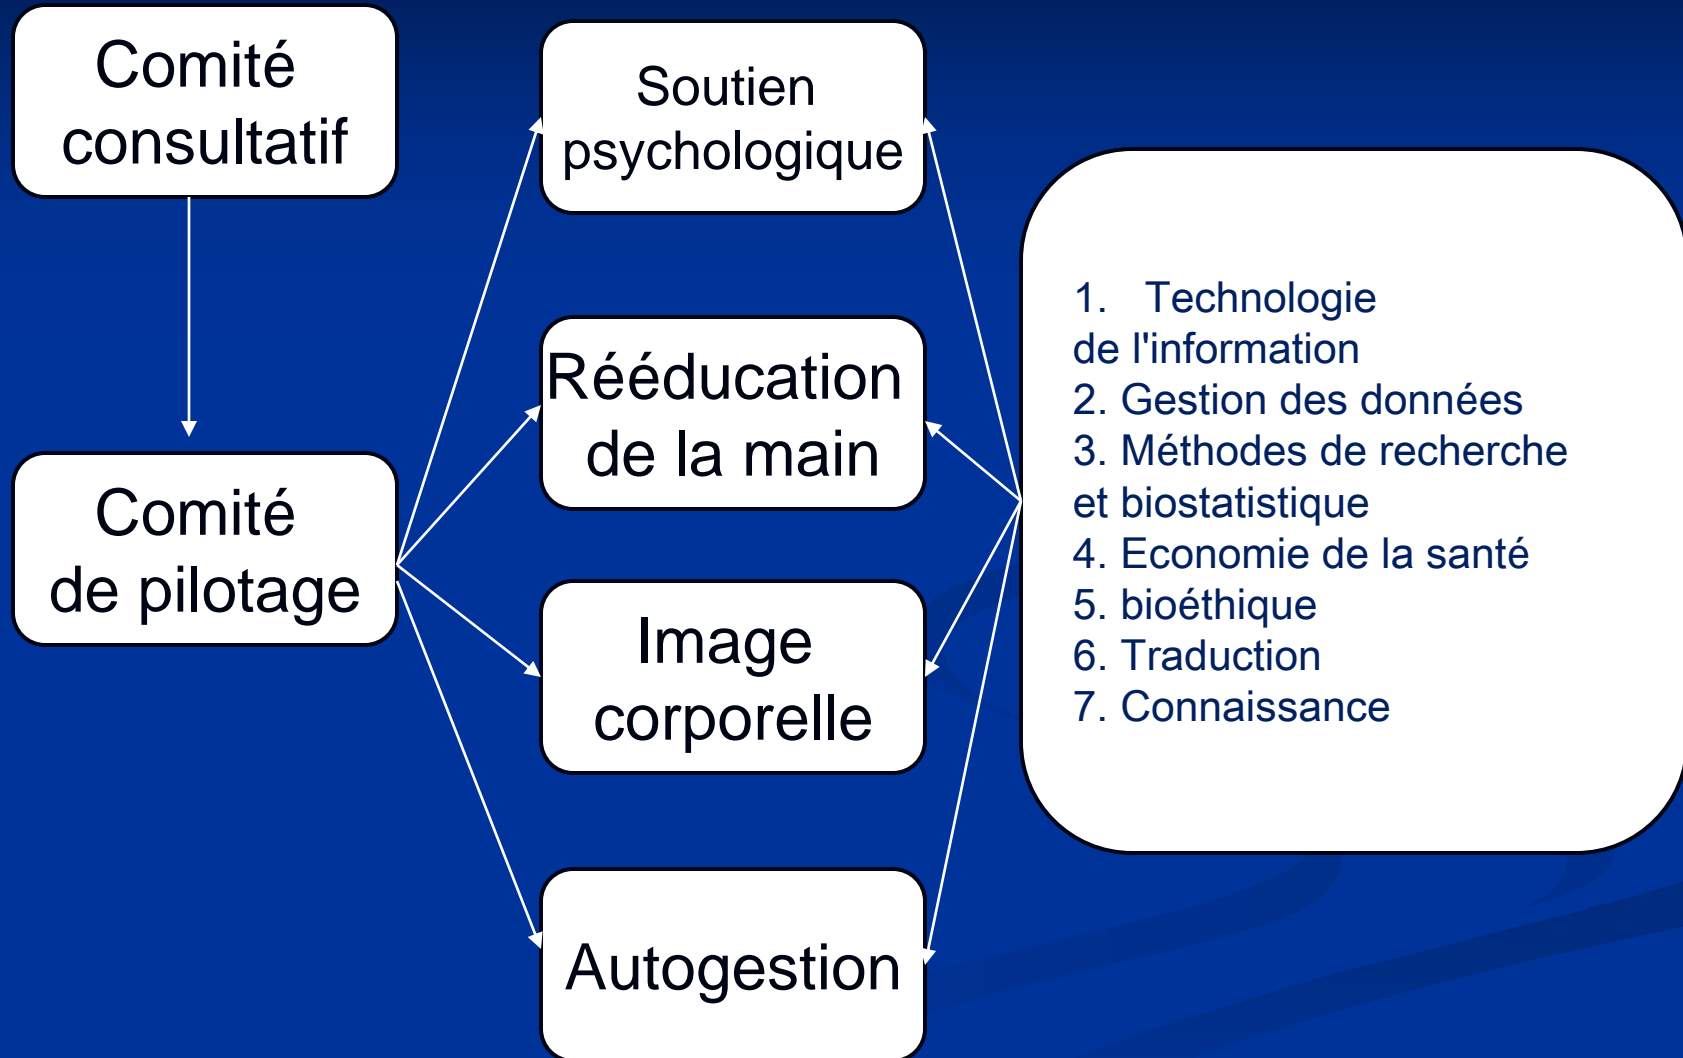 Comité
consultatif
Comité
de pilotage
Soutien
psychologique
Rééducation
de la main
Image
corporelle
Autogestion
1. Technologie
de l'information
2. Gestion des données
3. Méthodes de recherche
et biostatistique
4. Economie de la santé
5. bioéthique
6. Traduction
7. Connaissance